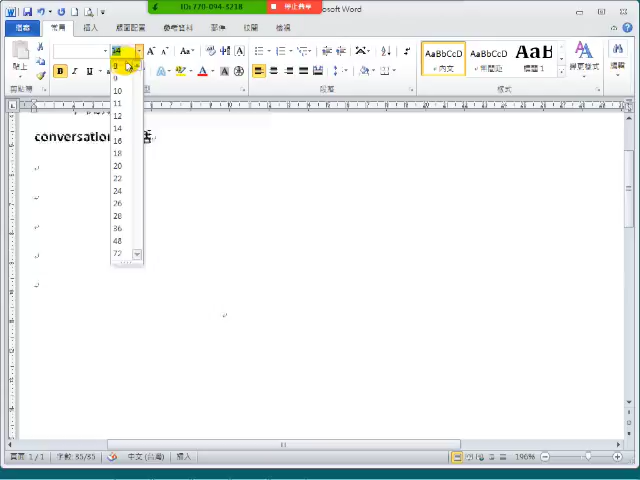 ID:770-094-3218
停止共享
Microsoft Word
檔案
常用
插入
版面配置
參考資料
郵件
校閱
檢視
14
Aa
貼上
B
I
U
A
AaBbCcD
AaBbCcD
AaB
內文
無間距
標題 1
變更樣式
編輯
剪貼簿
段落
樣式
conversation
8
9
10
11
12
14
16
18
20
22
24
26
28
36
48
72
頁面: 1 / 1
字數: 85/85
中文 (台灣)
插入
196%